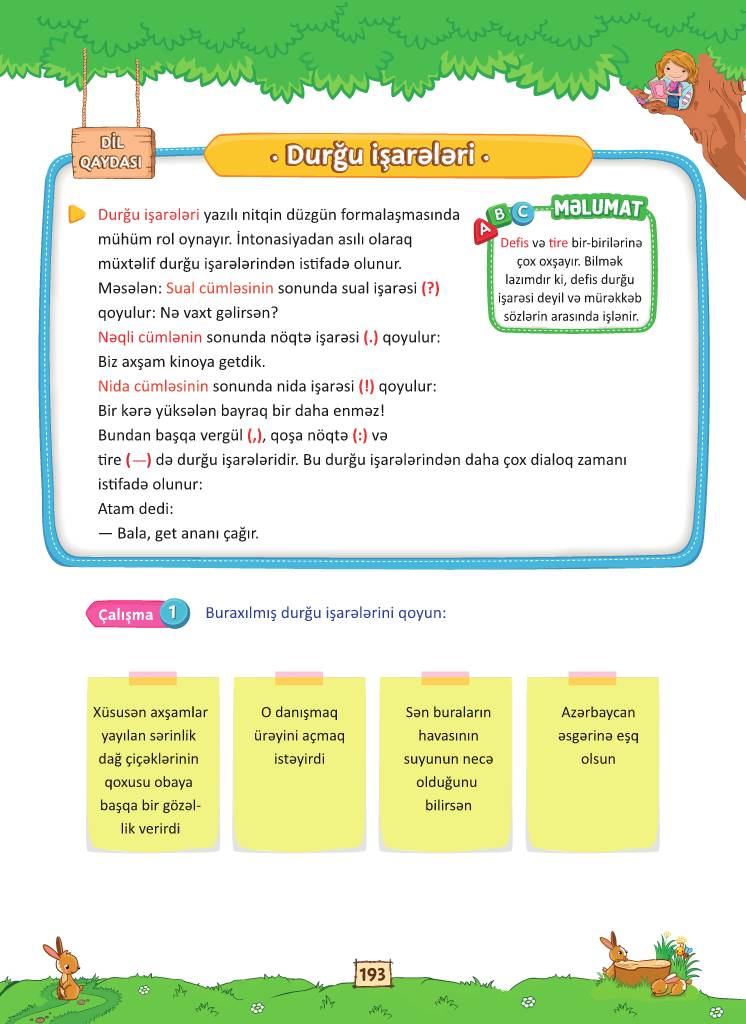 DİL
QAYDASI
• Durğu işarələri •
Durğu işarələri yazılı nitqin düzgün formalaşmasında
mühüm rol oynayır. İntonasiyadan asılı olaraq
müxtəlif durğu işarələrindən istifadə olunur.
Məsələn: Sual cümləsinin sonunda sual işarəsi (?)
qoyulur: Nə vaxt gəlirsən?
Nəqli cümlənin sonunda nöqtə işarəsi (.) qoyulur:
Biz axşam kinoya getdik.
Nida cümləsinin sonunda nida işarəsi (!) qoyulur:
Bir kərə yüksələn bayraq bir daha enməz!
Bundan başqa vergül (,), qoşa nöqtə (:) və
tire (—) də durğu işarələridir. Bu durğu işarələrindən daha çox dialoq zamanı
istifadə olunur:
Atam dedi:
— Bala, get ananı çağır.
A B C MƏLUMAT
Defis və tire bir-birilərinə
çox oxşayır. Bilmək
lazımdır ki, defis durğu
işarəsi deyil və mürəkkəb
sözlərin arasında işlənir.
Çalışma 1 Buraxılmış durğu işarələrini qoyun:
Xüsusən axşamlar
yayılan sərinlik
dağ çiçəklərinin
qoxusu obaya
başqa bir gözəl-
lik verirdi
O danışmaq
ürəyini açmaq
istəyirdi
Sən buraların
havasının
suyunun necə
olduğunu
bilirsən
Azərbaycan
əsgərinə eşq
olsun
193